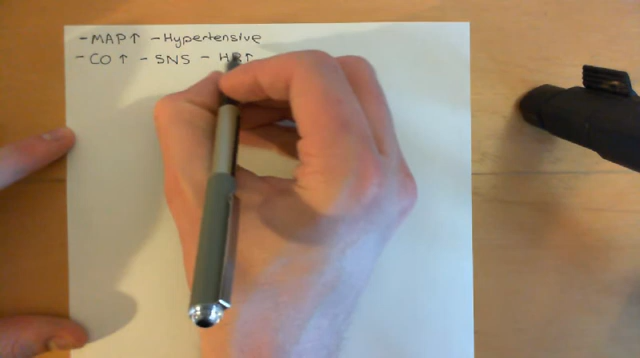 - MAP↑ - Hypertensive
- CO ↑ - SNS - HR↑